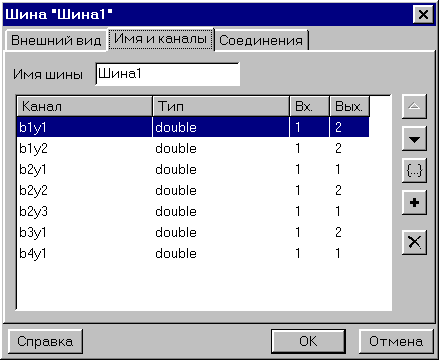 Шина "Шина1"
Внешний вид Имя и каналы Соединения
Имя шины Шина1
Канал Тип Вх. Вых.
b1y1 double 1 2
b1y2 double 1 2
b2y1 double 1 1
b2y2 double 1 2
b2y3 double 1 1
b3y1 double 1 2
b4y1 double 1 1
{..}
Справка OK Отмена